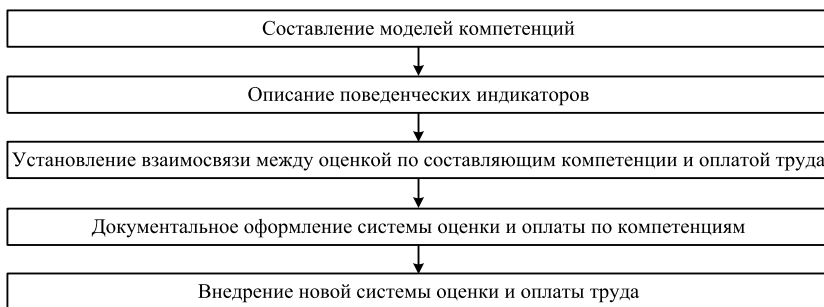 Составление моделей компетенций
Описание поведенческих индикаторов
Установление взаимосвязи между оценкой по составляющим компетенции и оплатой труда
Документальное оформление системы оценки и оплаты по компетенциям
Внедрение новой системы оценки и оплаты труда